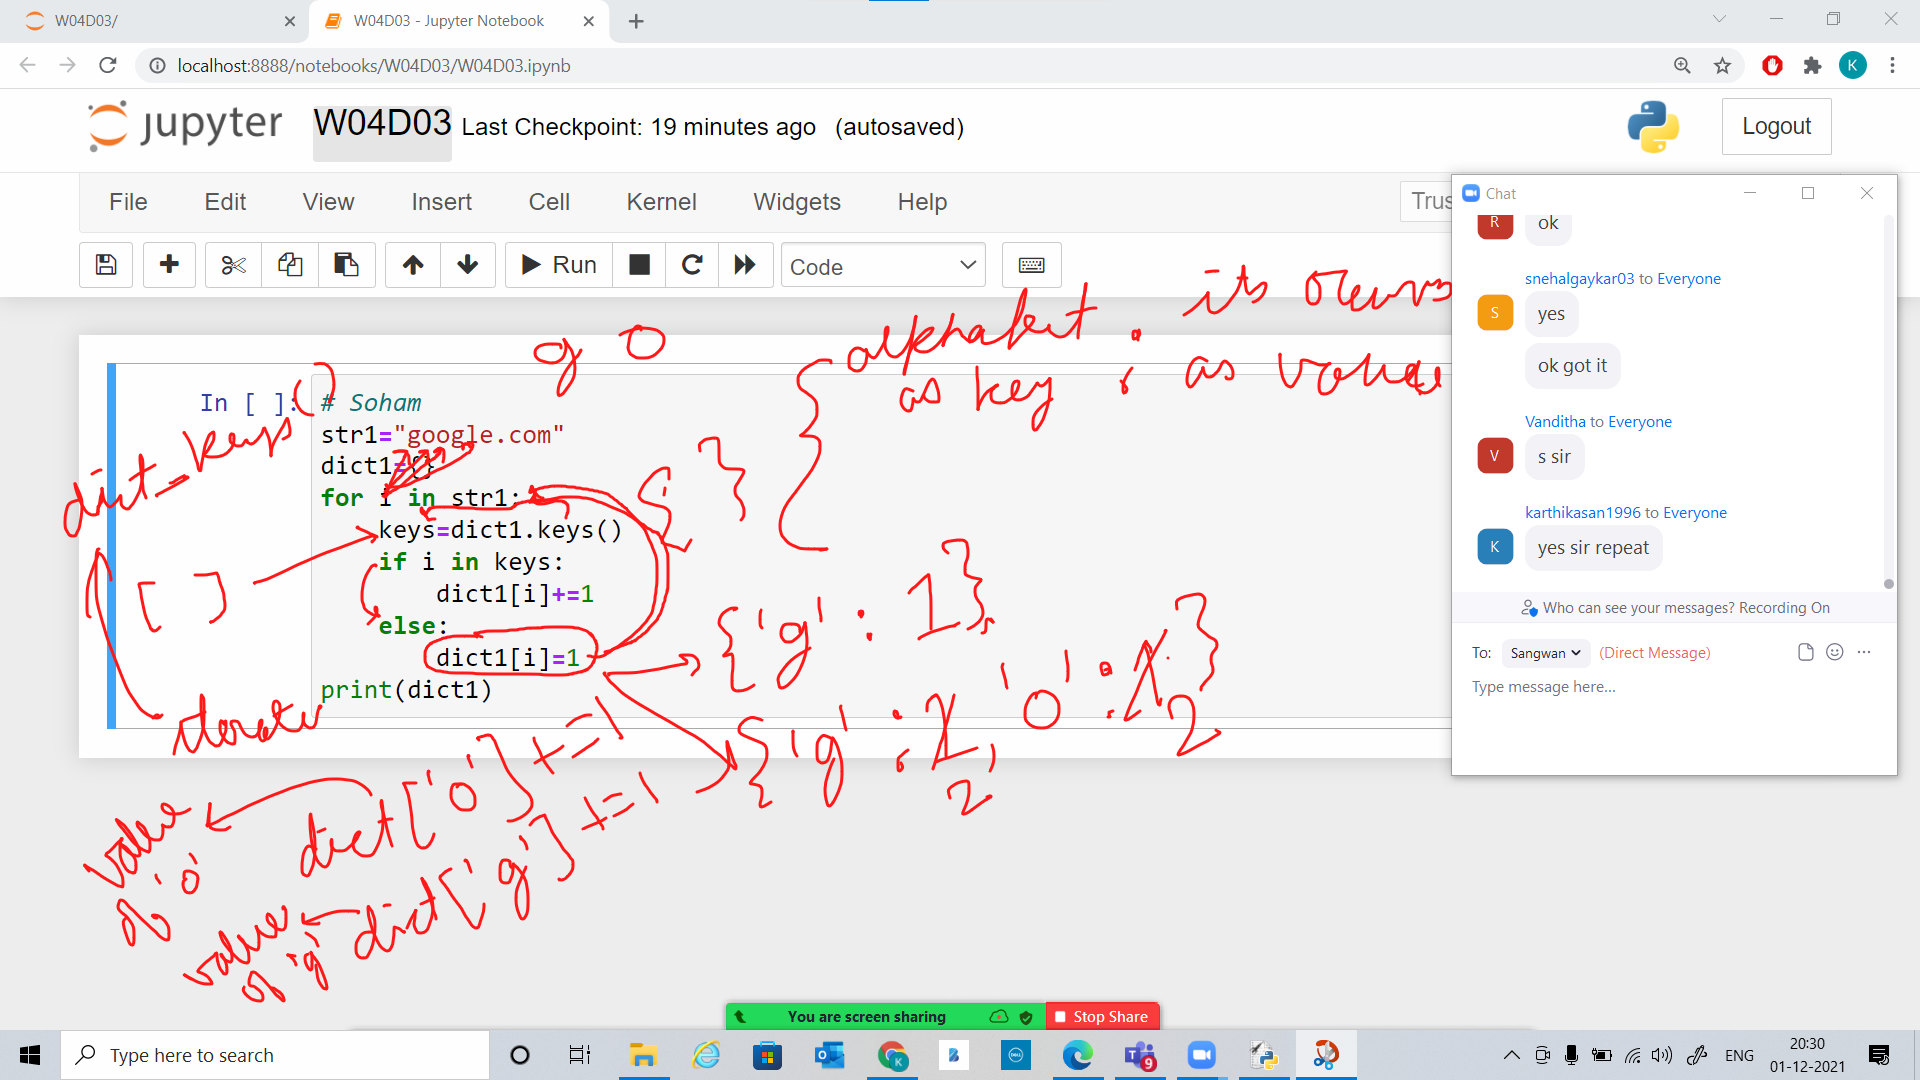 W04D03/
W04D03 - Jupyter Notebook
localhost:8888/notebooks/W04D03/W04D03.ipynb
K
jupyter W04D03 Last Checkpoint: 19 minutes ago (autosaved)
Logout
File Edit View Insert Cell Kernel Widgets Help
Trus
Run
Code
alphabet : its
as key : as value
g o
In [ ]:
# Soham
str1="google.com"
dict1={}
for i in str1:
keys=dict1.keys()
if i in keys:
dict1[i]+=1
else:
dict1[i]=1
print(dict1)
dict_keys()
[ ]
iterate
{ }
{'g': 1}
{'g': 1, 'o': 1}
2
2
dict['o']+=1
value of 'o'
dict['g']+=1
value of 'g'
Chat
R
ok
snehalgaykar03 to Everyone
S
yes
ok got it
Vanditha to Everyone
V
s sir
karthikasan1996 to Everyone
K
yes sir repeat
Who can see your messages? Recording On
To: Sangwan (Direct Message)
Type message here...
You are screen sharing
Stop Share
Type here to search
9
ENG
20:30
01-12-2021